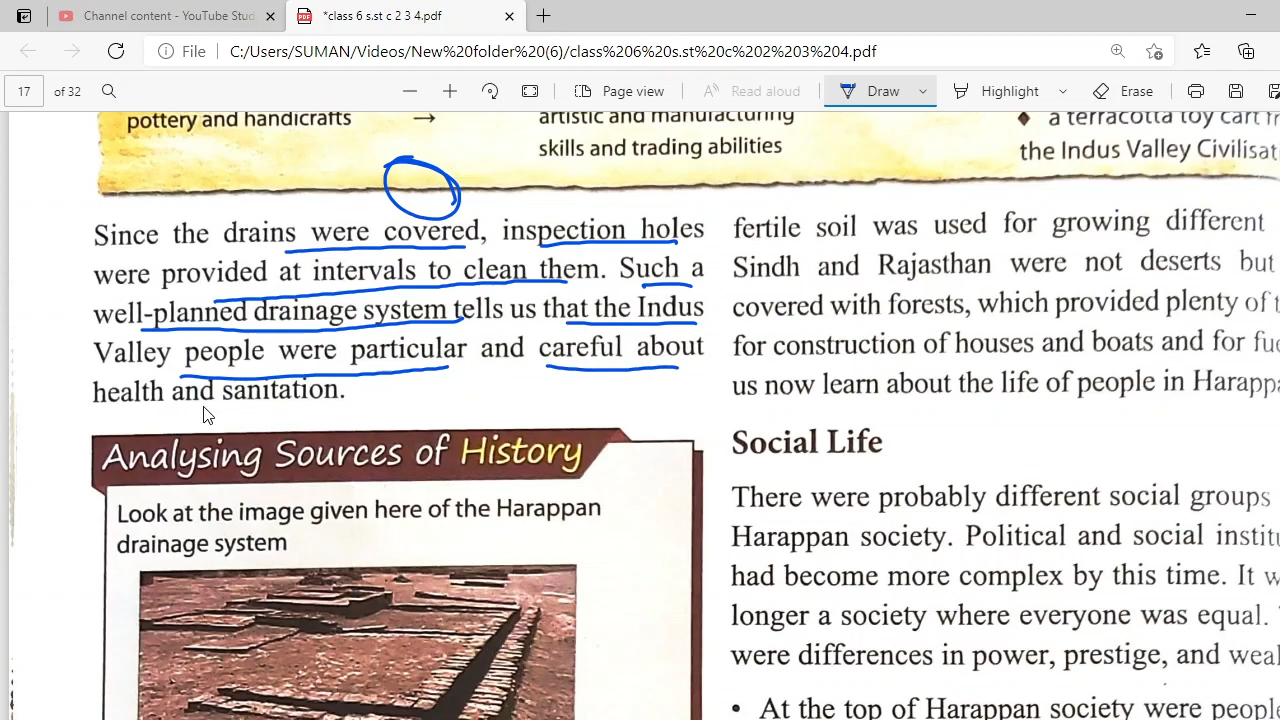 Channel content - YouTube Stud
*class 6 s.st c 2 3 4.pdf
File
C:/Users/SUMAN/Videos/New%20folder%20(6)/class%206%20s.st%20c%202%203%204.pdf
17 of 32
Page view
Read aloud
Draw
Highlight
Erase
pottery and handicrafts →
artistic and manufacturing
skills and trading abilities
a terracotta toy cart fr
the Indus Valley Civilisat
Since the drains were covered, inspection holes
were provided at intervals to clean them. Such a
well-planned drainage system tells us that the Indus
Valley people were particular and careful about
health and sanitation.
Analysing Sources of History
Look at the image given here of the Harappan
drainage system
fertile soil was used for growing different
Sindh and Rajasthan were not deserts but
covered with forests, which provided plenty of
for construction of houses and boats and for fue
us now learn about the life of people in Harappa
Social Life
There were probably different social groups
Harappan society. Political and social institu
had become more complex by this time. It w
longer a society where everyone was equal.
were differences in power, prestige, and weal
• At the top of Harappan society were people